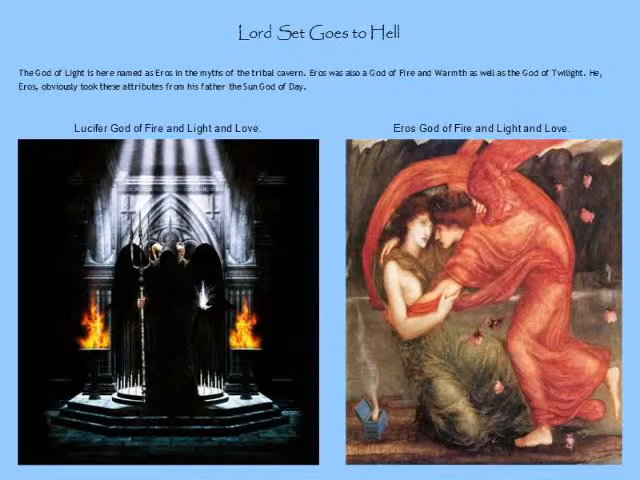 Lord Set Goes to Hell
The God of Light is here named as Eros in the myths of the tribal cavern. Eros was also a God of Fire and Warmth as well as the God of Twilight. He,
Eros, obviously took these attributes from his father the Sun God of Day.
Lucifer God of Fire and Light and Love.
Eros God of Fire and Light and Love.